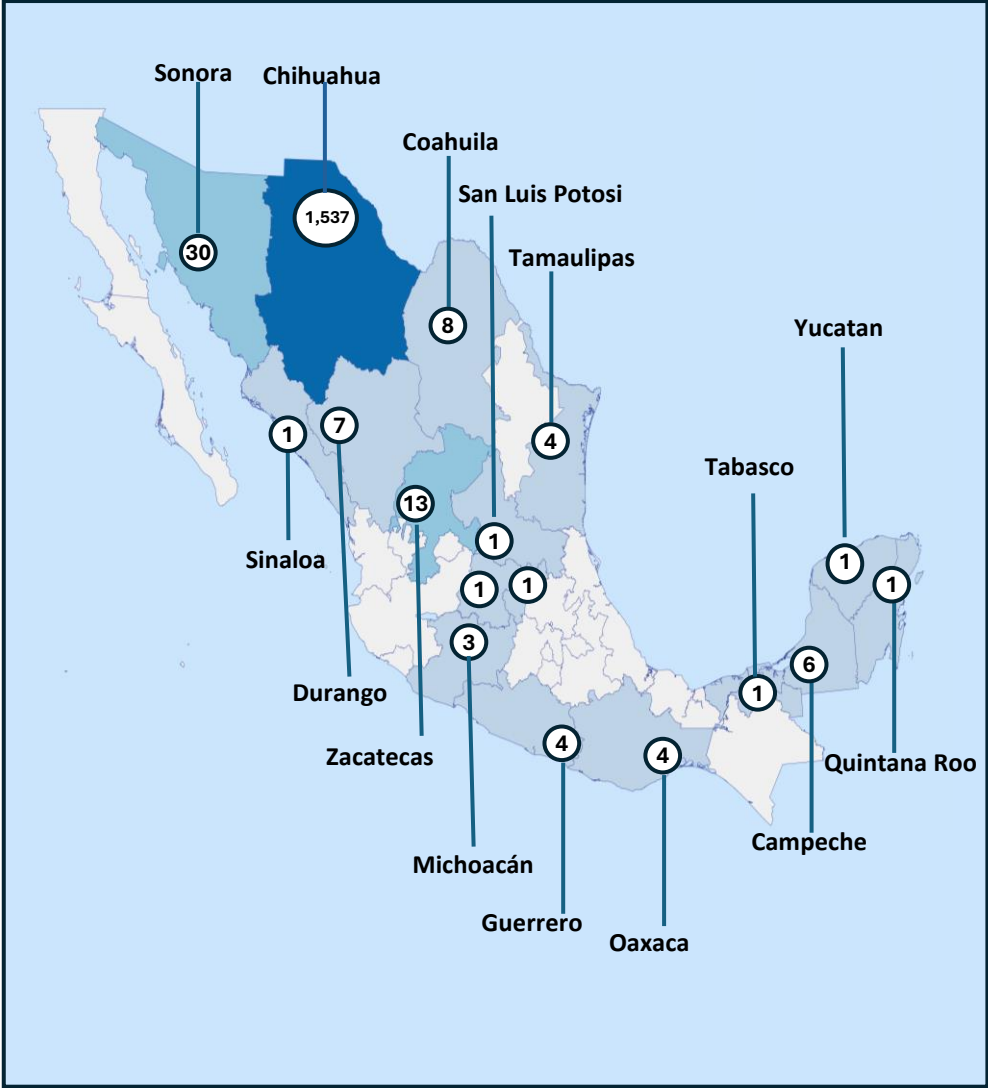 Sonora
Chihuahua
Coahuila
San Luis Potosi
1,537
30
Tamaulipas
8
Yucatan
7
1
4
Tabasco
13
1
Sinaloa
1
1
1
1
3
6
1
Durango
4
4
Zacatecas
Quintana Roo
Campeche
Michoacán
Guerrero
Oaxaca